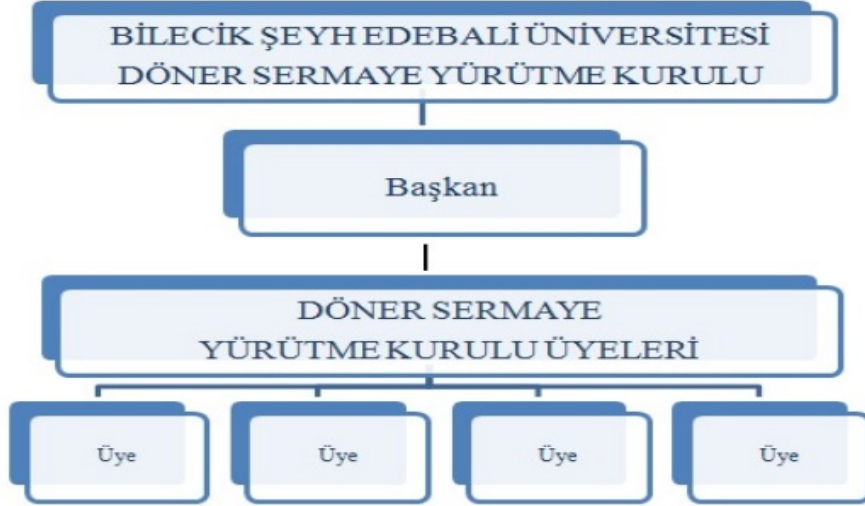 BİLECİK ŞEYH EDEBALİ ÜNİVERSİTESİ
DÖNER SERMAYE YÜRÜTME KURULU
Başkan
DÖNER SERMAYE
YÜRÜTME KURULU ÜYELERİ
Üye
Üye
Üye
Üye